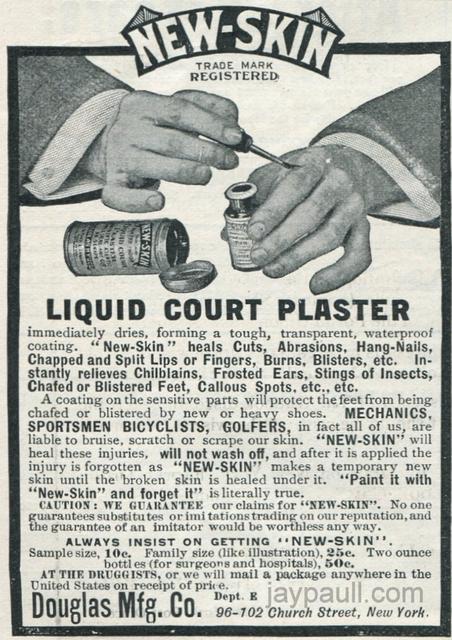 NEW-SKIN
TRADE MARK
REGISTERED
NEW-SKIN
LIQUID COURT PLASTER
immediately dries, forming a tough, transparent, waterproof
coating. "New-Skin" heals Cuts, Abrasions, Hang-Nails,
Chapped and Split Lips or Fingers, Burns, Blisters, etc. In-
stantly relieves Chilblains, Frosted Ears, Stings of Insects,
Chafed or Blistered Feet, Callous Spots, etc., etc.
A coating on the sensitive parts will protect the feet from being
chafed or blistered by new or heavy shoes. MECHANICS,
SPORTSMEN BICYCLISTS, GOLFERS, in fact all of us, are
liable to bruise, scratch or scrape our skin. "NEW-SKIN" will
heal these injuries, will not wash off, and after it is applied the
injury is forgotten as "NEW-SKIN" makes a temporary new
skin until the broken skin is healed under it. "Paint it with
"New-Skin" and forget it" is literally true.
CAUTION: WE GUARANTEE our claims for "NEW-SKIN". No one
guarantees substitutes or imitations trading on our reputation, and
the guarantee of an imitator would be worthless any way.
ALWAYS INSIST ON GETTING "NEW-SKIN".
Sample size, 10c. Family size (like illustration), 25c. Two ounce
bottles (for surgeons and hospitals), 50c.
AT THE DRUGGISTS, or we will mail a package anywhere in the
United States on receipt of price.
Douglas Mfg. Co. Dept. E
96-102 Church Street, New York.
jaypaull.com